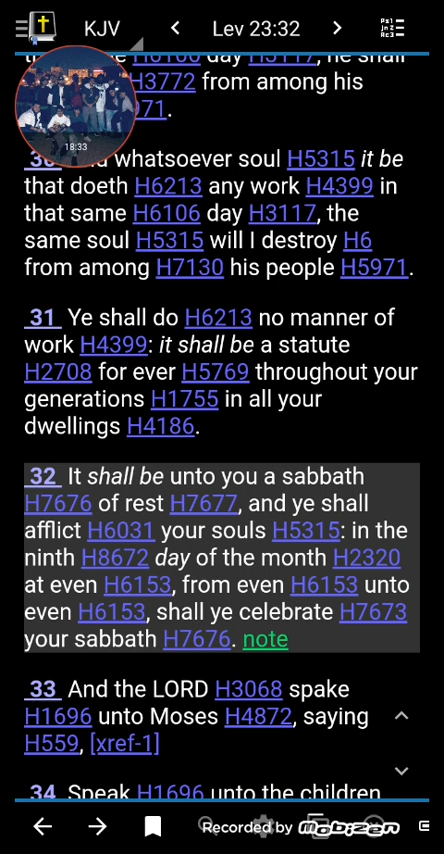 KJV
Lev 23:32
day H3117, he shall
H3772 from among his
whatsoever soul H5315 it be
that doeth H6213 any work H4399 in
that same H6106 day H3117, the
same soul H5315 will I destroy H6
from among H7130 his people H5971.
31 Ye shall do H6213 no manner of
work H4399: it shall be a statute
H2708 for ever H5769 throughout your
generations H1755 in all your
dwellings H4186.
32 It shall be unto you a sabbath
H7676 of rest H7677, and ye shall
afflict H6031 your souls H5315: in the
ninth H8672 day of the month H2320
at even H6153, from even H6153 unto
even H6153, shall ye celebrate H7673
your sabbath H7676. note
33 And the LORD H3068 spake
H1696 unto Moses H4872, saying
H559, [xref-1]
34 Speak H1696 unto the children
18:33
Recorded by mobizen